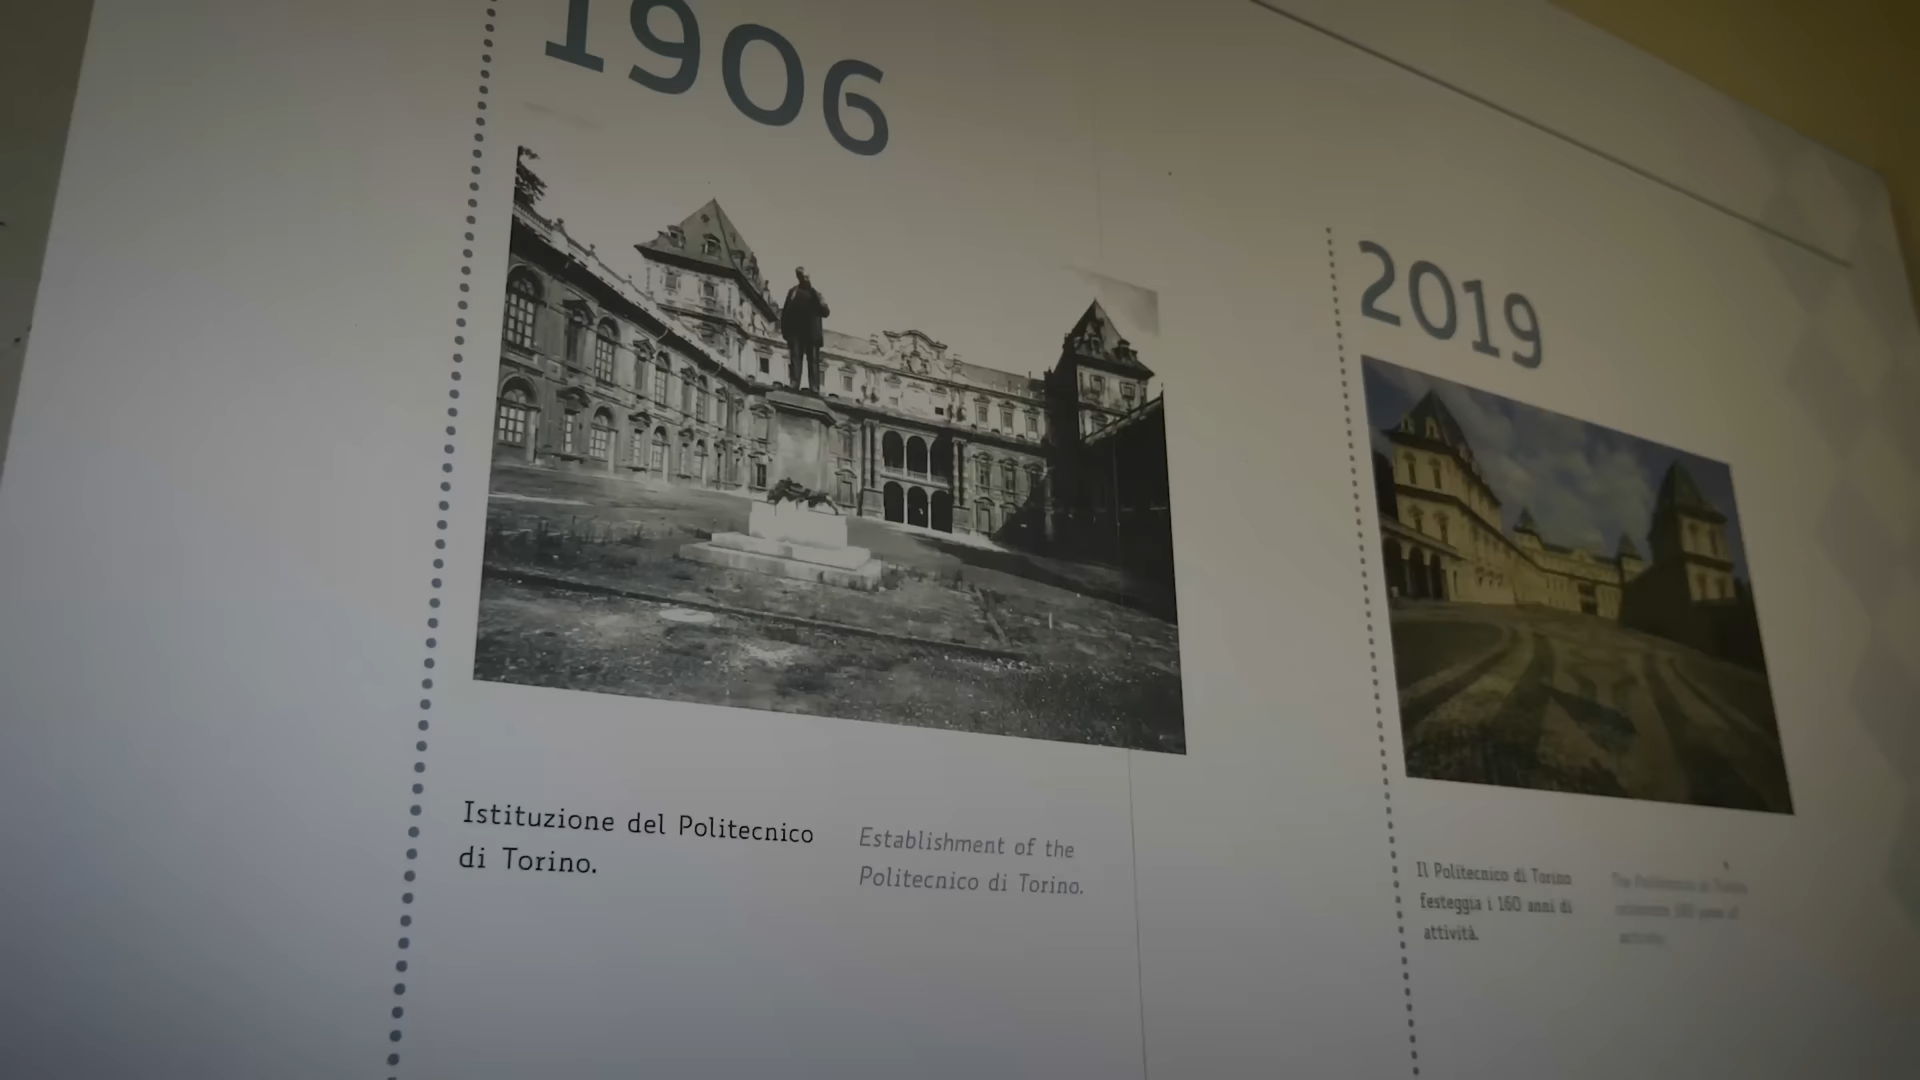 1906
Istituzione del Politecnico
di Torino.
Establishment of the
Politecnico di Torino.
2019
Il Politecnico di Torino
festeggia i 160 anni di
attività.